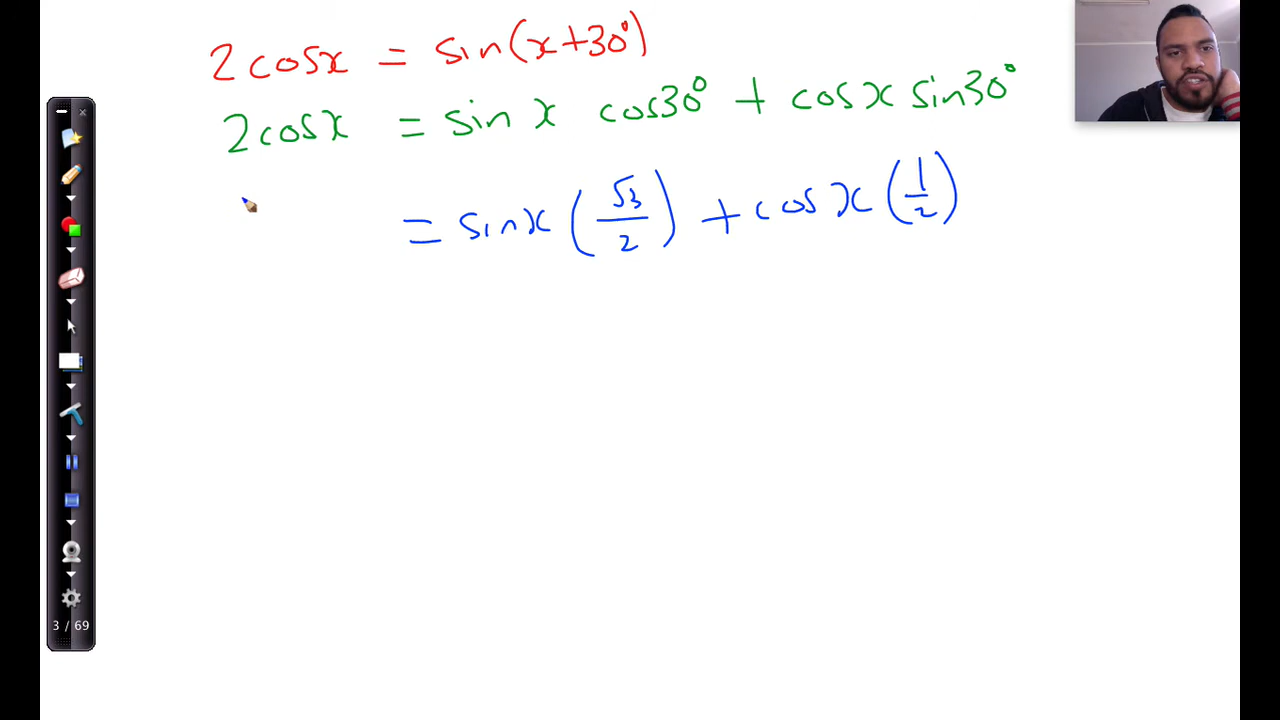 2cosx = sin(x+30°)
2cosx = sinx cos30° + cosx sin30°
= sinx (√3/2) + cosx (1/2)
3 / 69